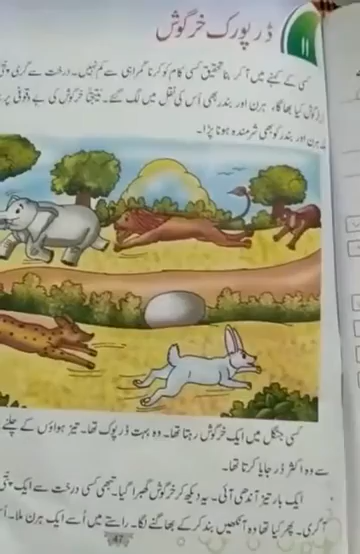 ۱۱
ڈرپورک خرگوش
کسی کے کہنے میں آ کر بنا تحقیق کسی کام کو کرنا گمراہی سے کم نہیں۔ درخت سے گری
کیا بھاگا، ہرن اور بندر بھی اُس کی نقل میں لگ گئے۔ نتیجتاً خرگوش کی بے وقوفی پر
ہرن اور بندر کو بھی شرمندہ ہونا پڑا۔
کسی جنگل میں ایک خرگوش رہتا تھا۔ وہ بہت ڈرپوک تھا۔ تیز ہواؤں کے چلنے
سے وہ اکثر ڈر جایا کرتا تھا۔
ایک بار تیز آندھی آئی۔ یہ دیکھ کر خرگوش گھبرا گیا۔ تبھی کسی درخت سے ایک
آگری۔ پھر کیا تھا وہ آنکھیں بند کر کے بھاگنے لگا۔ راستے میں اُسے ایک ہرن ملا۔
47